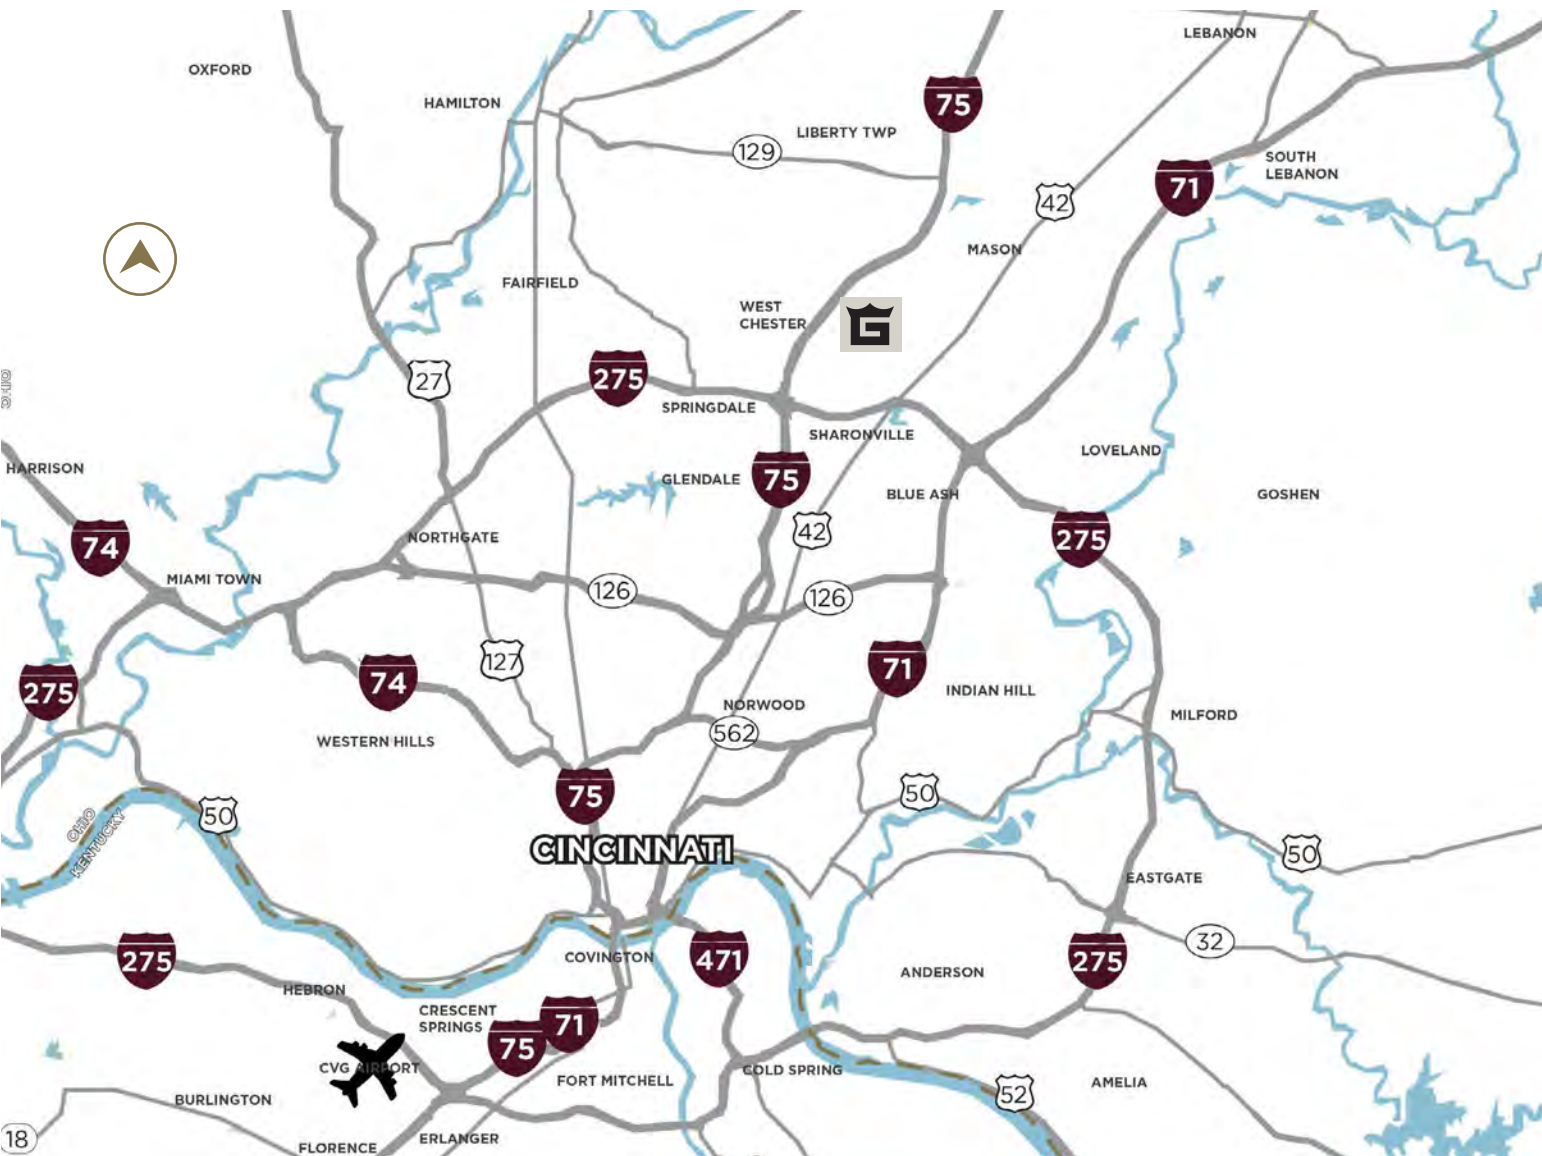 LEBANON
OXFORD
HAMILTON
75
LIBERTY TWP
129
SOUTH
LEBANON
71
42
MASON
FAIRFIELD
WEST
CHESTER
G
27
275
OHIO
SPRINGDALE
SHARONVILLE
LOVELAND
HARRISON
GLENDALE
75
BLUE ASH
GOSHEN
42
275
NORTHGATE
74
MIAMI TOWN
126
126
127
71
74
275
INDIAN HILL
NORWOOD
MILFORD
562
WESTERN HILLS
75
50
50
OHIO
KENTUCKY
CINCINNATI
50
EASTGATE
32
275
COVINGTON
471
275
ANDERSON
HEBRON
CRESCENT
SPRINGS
71
75
CVG AIRPORT
COLD SPRING
FORT MITCHELL
AMELIA
52
BURLINGTON
18
ERLANGER
FLORENCE